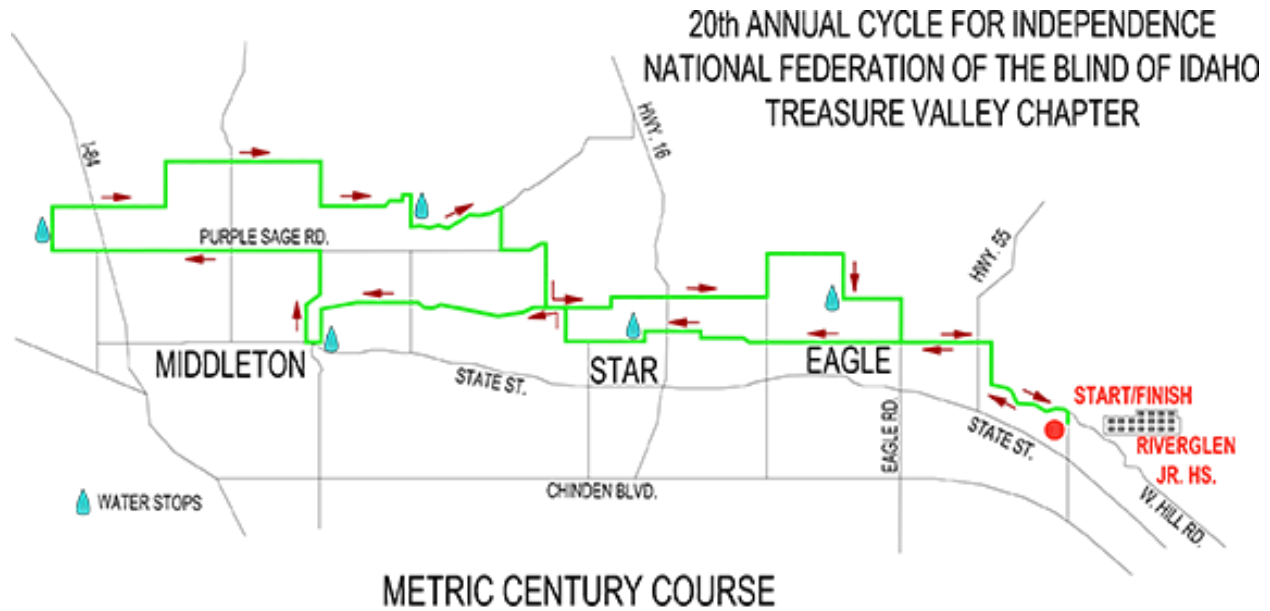 20th ANNUAL CYCLE FOR INDEPENDENCE
NATIONAL FEDERATION OF THE BLIND OF IDAHO
TREASURE VALLEY CHAPTER
I-84
HWY. 16
HWY. 55
PURPLE SAGE RD.
MIDDLETON
STATE ST.
STAR
EAGLE
EAGLE RD.
STATE ST.
START/FINISH
RIVERGLEN
JR. HS.
W. HILL RD.
CHINDEN BLVD.
WATER STOPS
METRIC CENTURY COURSE